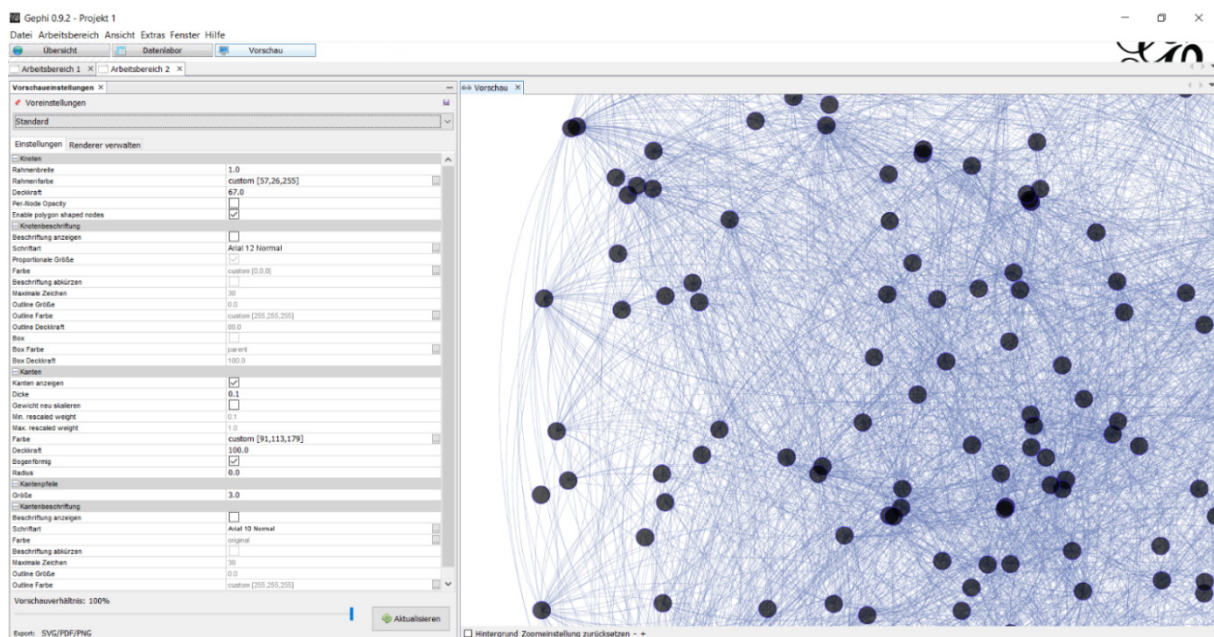 Gephi 0.9.2 - Projekt 1
Datei Arbeitsbereich Ansicht Extras Fenster Hilfe
Übersicht Datenlabor Vorschau
Arbeitsbereich 1 Arbeitsbereich 2
Vorschaueinstellungen
Voreinstellungen
Standard
Einstellungen Renderer verwalten
Knoten
Rahmenbreite 1.0
Rahmenfarbe custom [57,26,255]
Deckkraft 67.0
Per-Node Opacity
Enable polygon shaped nodes
Knotenbeschriftung
Beschriftung anzeigen
Schriftart Arial 12 Normal
Proportionale Größe
Farbe custom [0,0,0]
Beschriftung abkürzen
Maximale Zeichen 30
Outline Größe 0.0
Outline Farbe custom [255,255,255]
Outline Deckkraft 80.0
Box
Box Farbe parent
Box Deckkraft 100.0
Kanten
Kanten anzeigen
Dicke 0.1
Gewicht neu skalieren
Min. rescaled weight 0.1
Max. rescaled weight 1.0
Farbe custom [91,113,179]
Deckkraft 100.0
Bogenförmig
Radius 0.0
Kantenpfeile
Größe 3.0
Kantenbeschriftung
Beschriftung anzeigen
Schriftart Arial 10 Normal
Farbe original
Beschriftung abkürzen
Maximale Zeichen 30
Outline Größe 0.0
Outline Farbe custom [255,255,255]
Vorschauverhältnis: 100%
Aktualisieren
Export: SVG/PDF/PNG
Vorschau
Hintergrund Zoomeinstellung zurücksetzen - +